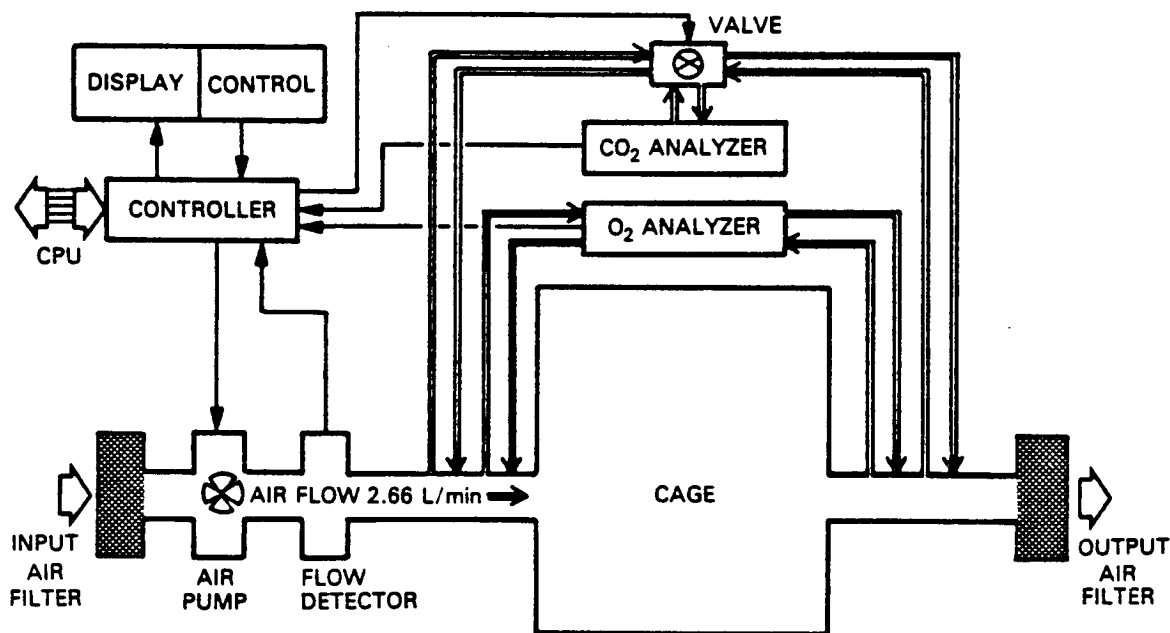 VALVE
DISPLAY
CONTROL
CO₂ ANALYZER
CONTROLLER
O₂ ANALYZER
CPU
AIR FLOW 2.66 L/min
CAGE
INPUT
AIR
FILTER
AIR
PUMP
FLOW
DETECTOR
OUTPUT
AIR
FILTER